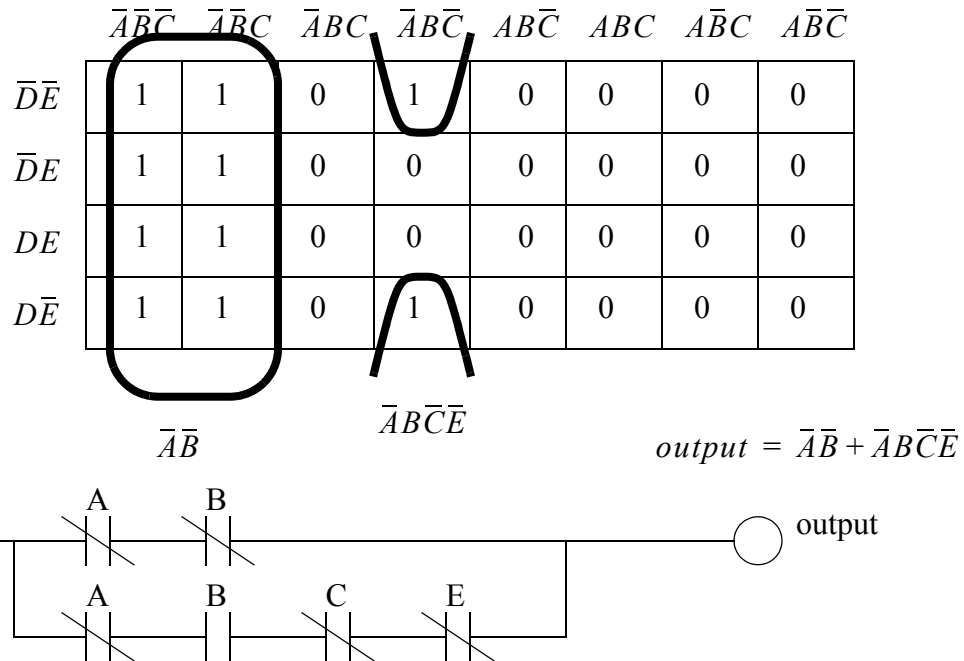 A̅B̅C̅ A̅B̅C A̅BC A̅BC̅ ABC̅ ABC AB̅C AB̅C̅
D̅E̅ 1 1 0 1 0 0 0 0
D̅E 1 1 0 0 0 0 0 0
DE 1 1 0 0 0 0 0 0
DE̅ 1 1 0 1 0 0 0 0
A̅BC̅E̅
A̅B̅
output = A̅B̅ + A̅BC̅E̅
A B
output
A B C E